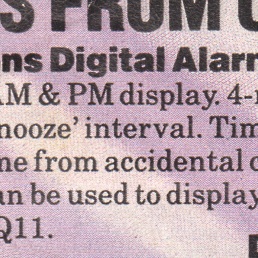 S FROM
ns Digital Alarr
AM & PM display. 4-
nooze' interval. Tim
me from accidental
an be used to display
Q11.